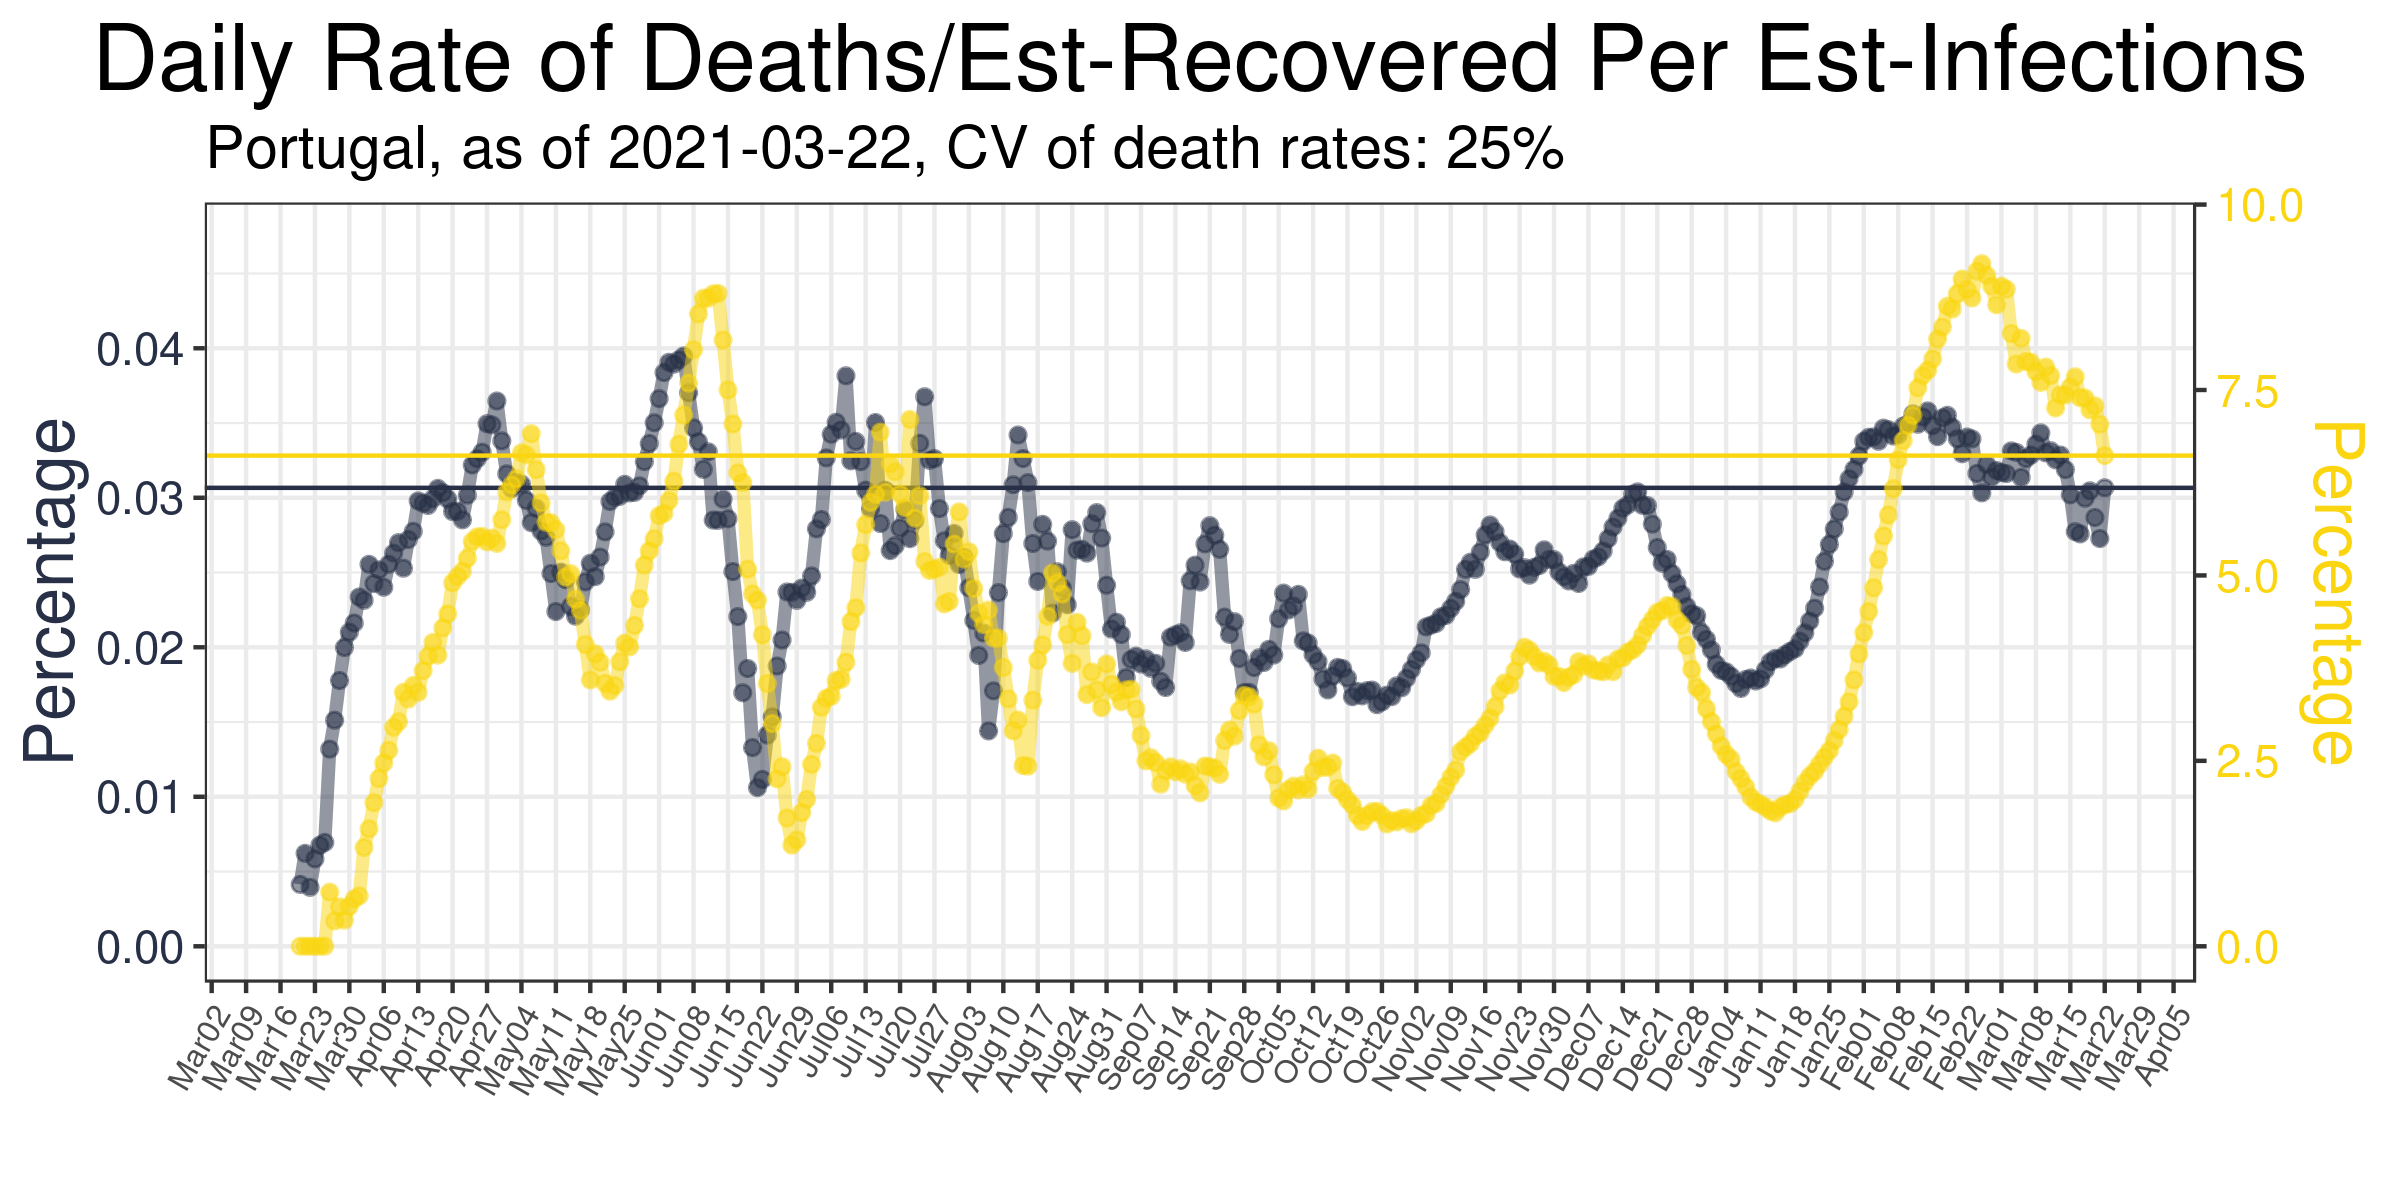 Daily Rate of Deaths/Est-Recovered Per Est-Infections
Portugal, as of 2021-03-22, CV of death rates: 25%
Percentage
0.04
0.03
0.02
0.01
0.00
10.0
7.5
5.0
2.5
0.0
Percentage
Mar02 Mar09 Mar16 Mar23 Mar30 Apr06 Apr13 Apr20 Apr27 May04 May11 May18 May25 Jun01 Jun08 Jun15 Jun22 Jun29 Jul06 Jul13 Jul20 Jul27 Aug03 Aug10 Aug17 Aug24 Aug31 Sep07 Sep14 Sep21 Sep28 Oct05 Oct12 Oct19 Oct26 Nov02 Nov09 Nov16 Nov23 Nov30 Dec07 Dec14 Dec21 Dec28 Jan04 Jan11 Jan18 Jan25 Feb01 Feb08 Feb15 Feb22 Mar01 Mar08 Mar15 Mar22 Mar29 Apr05